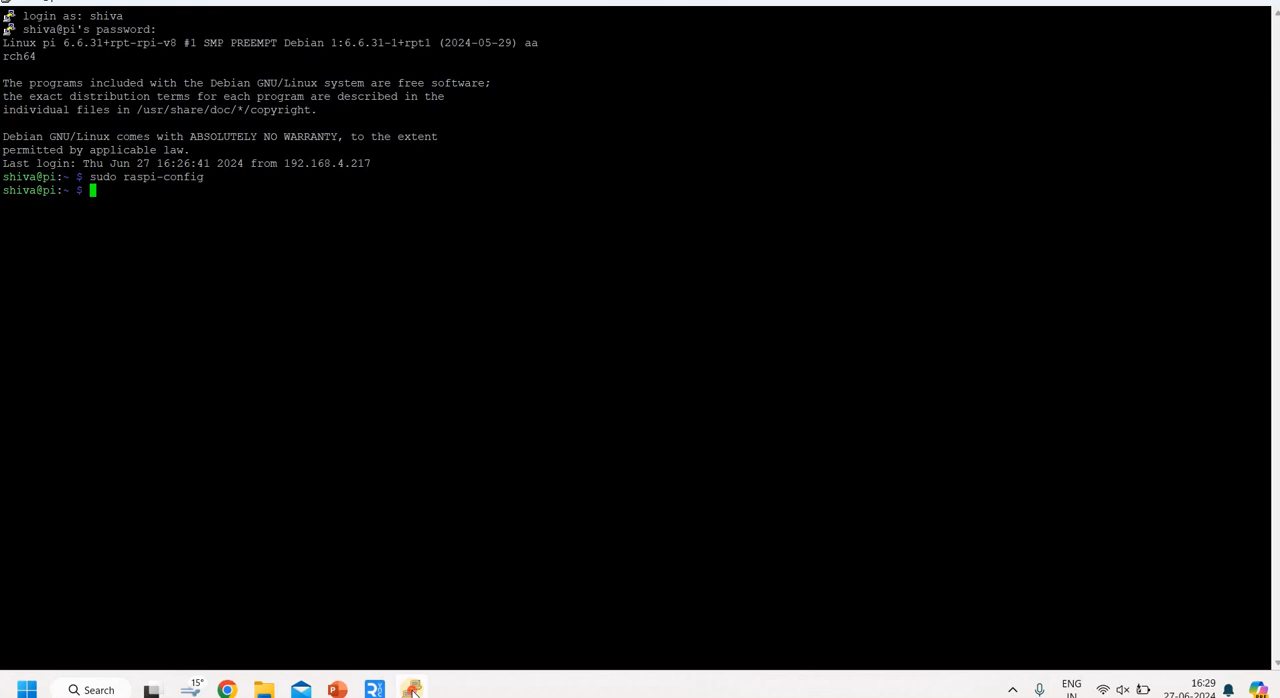 login as: shiva
shiva@pi's password:
Linux pi 6.6.31+rpt-rpi-v8 #1 SMP PREEMPT Debian 1:6.6.31-1+rpt1 (2024-05-29) aa
rch64
The programs included with the Debian GNU/Linux system are free software;
the exact distribution terms for each program are described in the
individual files in /usr/share/doc/*/copyright.
Debian GNU/Linux comes with ABSOLUTELY NO WARRANTY, to the extent
permitted by applicable law.
Last login: Thu Jun 27 16:26:41 2024 from 192.168.4.217
shiva@pi:~ $ sudo raspi-config
shiva@pi:~ $
Search
15°
ENG
IN
16:29
27-06-2024